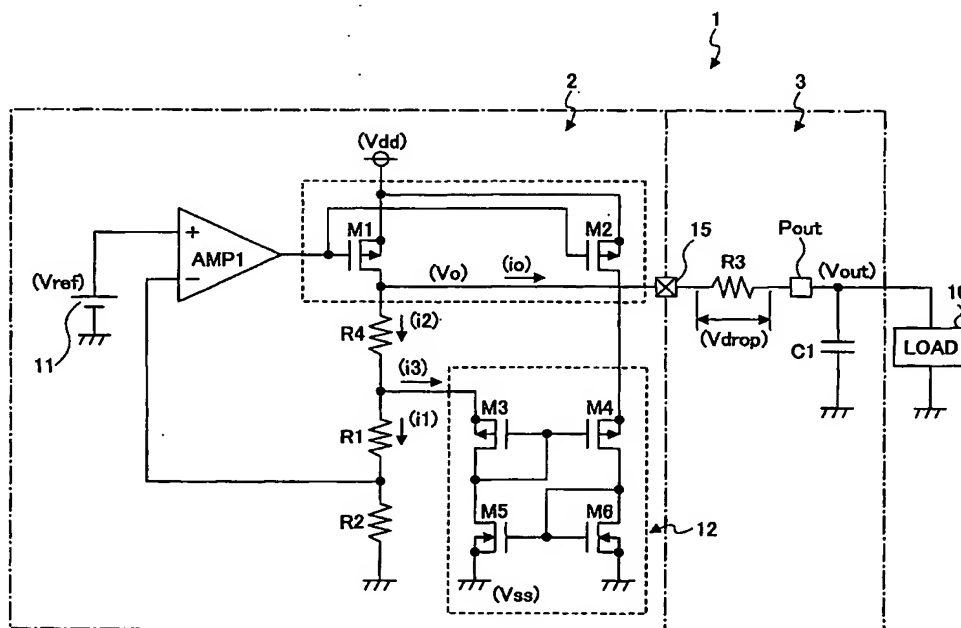 1
2
3
(Vdd)
M1
M2
15
Pout
AMP1
+
−
(Vo)
(io)
R3
(Vout)
(Vref)
11
(Vdrop)
C1
LOAD
R4
(i2)
(i3)
R1
(i1)
M3
M4
R2
M5
M6
12
(Vss)